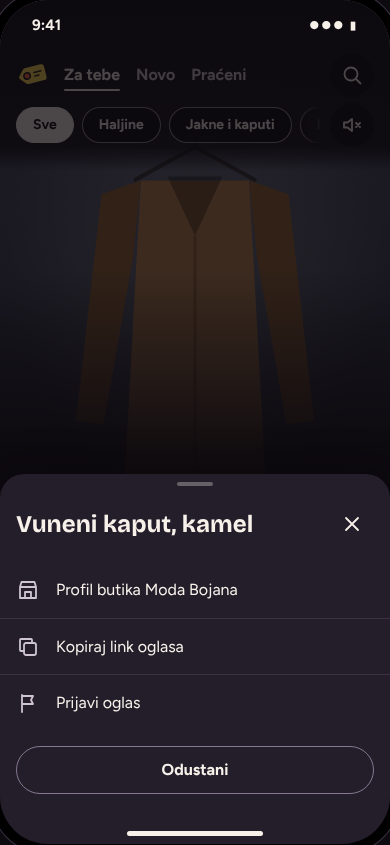 9:41
Za tebe Novo Praćeni
Sve Haljine Jakne i kaputi
Vuneni kaput, kamel
Profil butika Moda Bojana
Kopiraj link oglasa
Prijavi oglas
Odustani